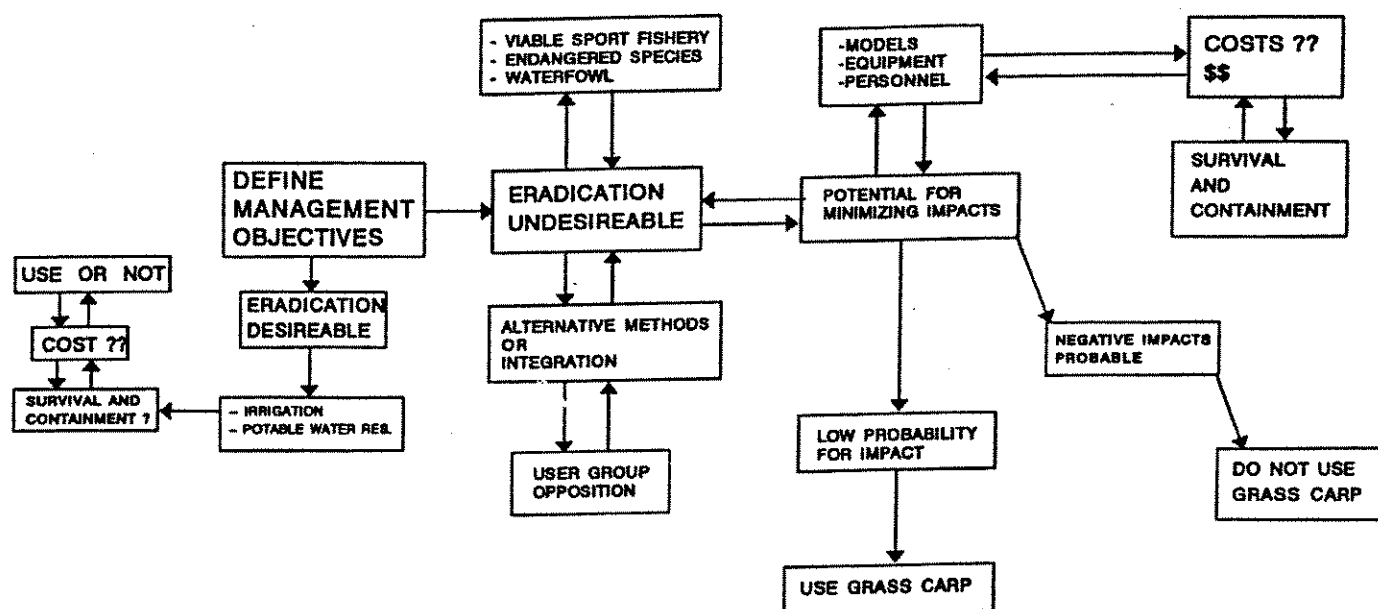 - VIABLE SPORT FISHERY
- ENDANGERED SPECIES
- WATERFOWL
-MODELS
-EQUIPMENT
-PERSONNEL
COSTS ??
$$
DEFINE
MANAGEMENT
OBJECTIVES
ERADICATION
UNDESIREABLE
POTENTIAL FOR
MINIMIZING IMPACTS
SURVIVAL
AND
CONTAINMENT
USE OR NOT
COST ??
SURVIVAL AND
CONTAINMENT ?
ERADICATION
DESIREABLE
- IRRIGATION
- POTABLE WATER RES.
ALTERNATIVE METHODS
OR
INTEGRATION
USER GROUP
OPPOSITION
NEGATIVE IMPACTS
PROBABLE
LOW PROBABILITY
FOR IMPACT
DO NOT USE
GRASS CARP
USE GRASS CARP